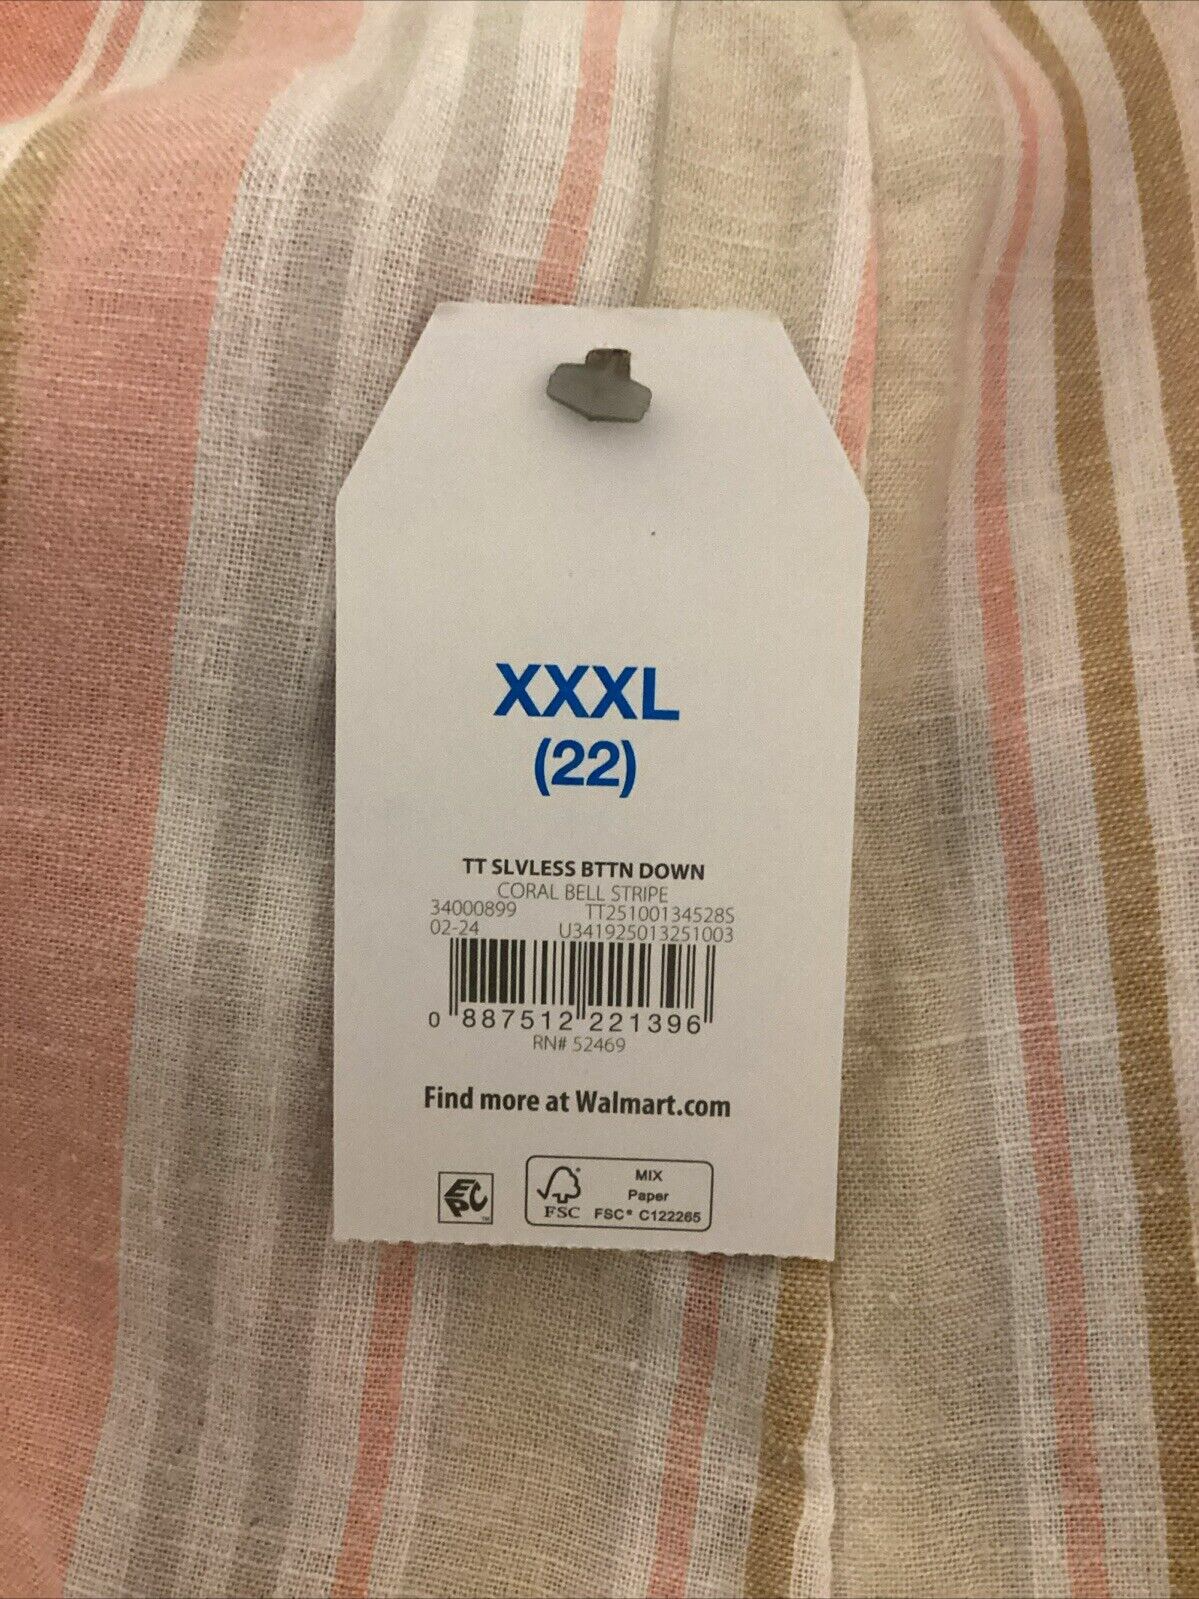 XXXL
(22)
TT SLVLESS BTTN DOWN
CORAL BELL STRIPE
34000899 TT25100134528S
02-24 U341925013251003
0 887512 221396
RN# 52469
Find more at Walmart.com
EPC™
FSC®
MIX
Paper
FSC® C122265